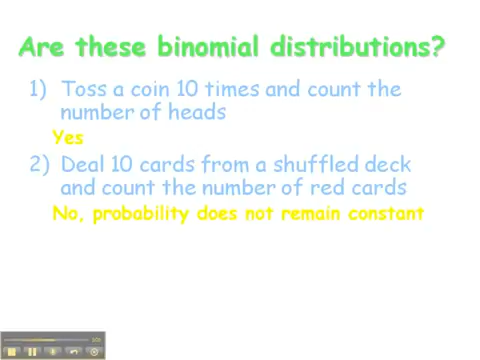 Are these binomial distributions?
1) Toss a coin 10 times and count the
number of heads
Yes
2) Deal 10 cards from a shuffled deck
and count the number of red cards
No, probability does not remain constant